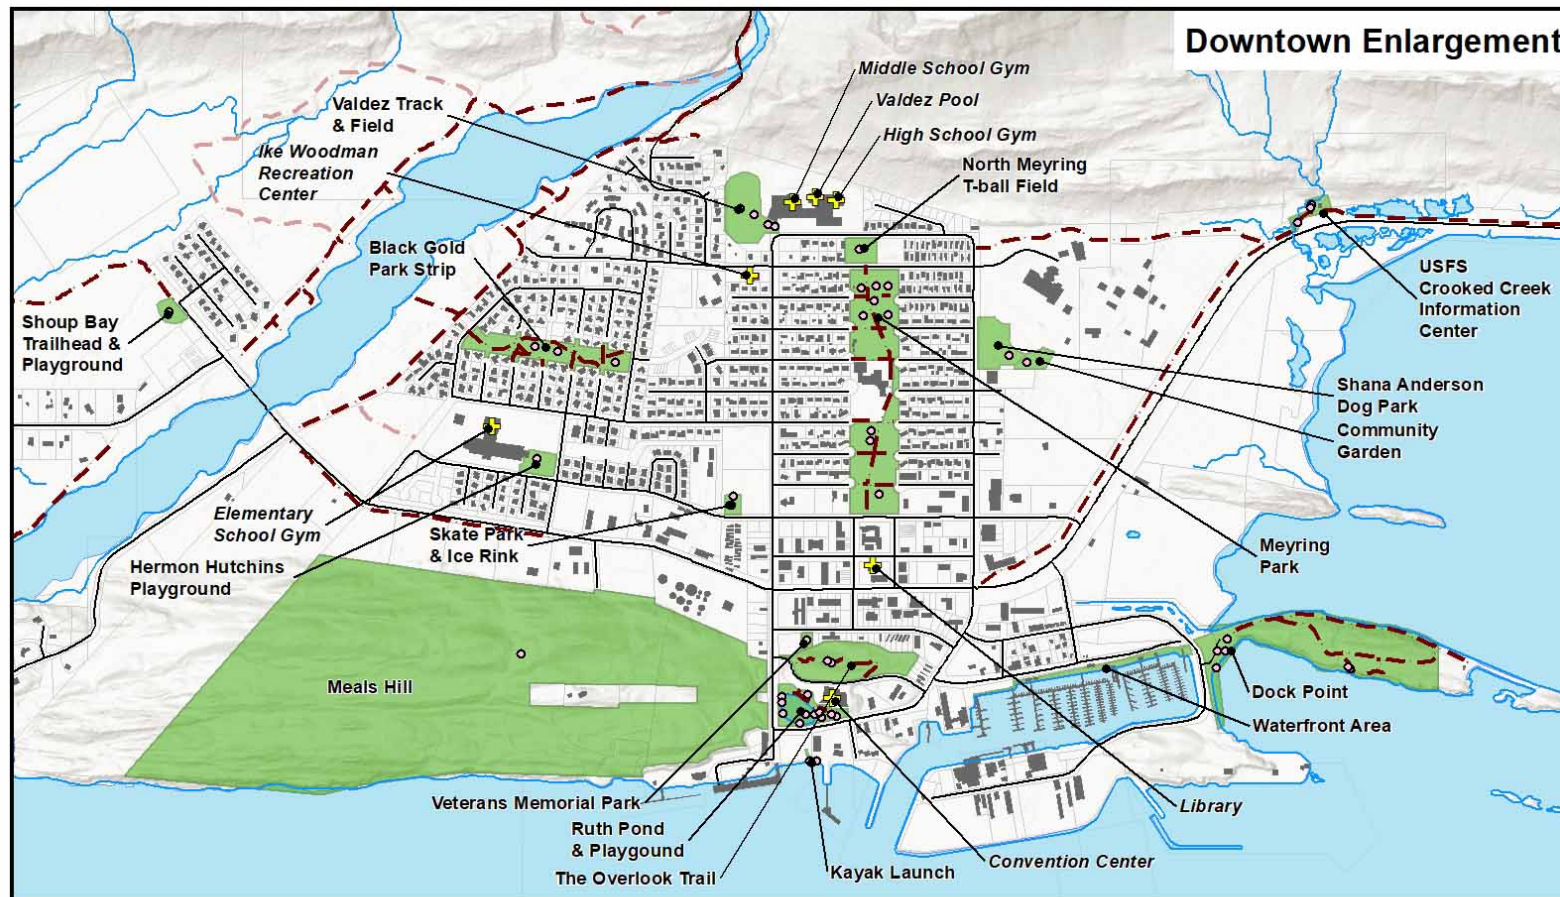 Downtown Enlargement
Middle School Gym
Valdez Pool
High School Gym
Valdez Track
& Field
Ike Woodman
Recreation
Center
North Meyring
T-ball Field
Black Gold
Park Strip
Shoup Bay
Trailhead &
Playground
USFS
Crooked Creek
Information
Center
Shana Anderson
Dog Park
Community
Garden
Elementary
School Gym
Skate Park
& Ice Rink
Hermon Hutchins
Playground
Meyring
Park
Meals Hill
Dock Point
Waterfront Area
Veterans Memorial Park
Library
Ruth Pond
& Playgound
Convention Center
The Overlook Trail
Kayak Launch